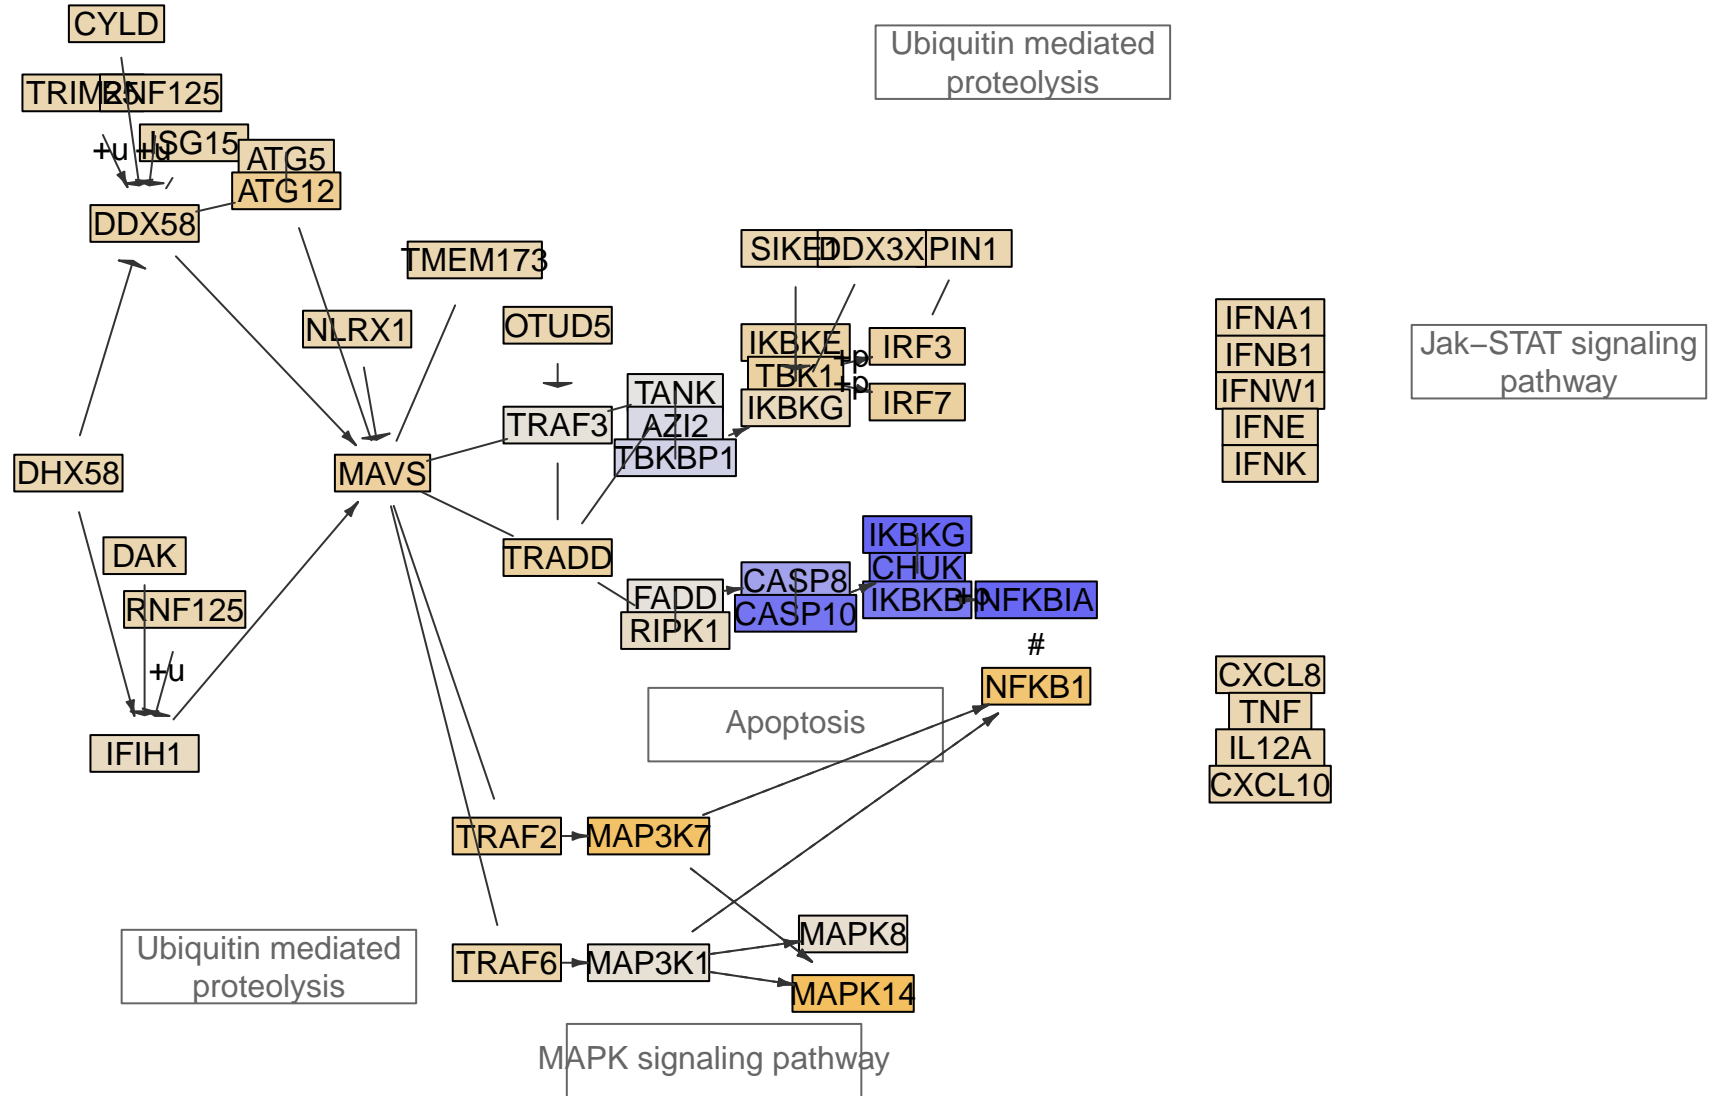 CYLD
Ubiquitin mediated
proteolysis
TRIM25
RNF125
ISG15
+u
+u
ATG5
ATG12
DDX58
TMEM173
SIKE1
DDX3X
PIN1
NLRX1
OTUD5
IKBKE
TBK1
IKBKG
+p
+p
IRF3
IRF7
IFNA1
IFNB1
IFNW1
IFNE
IFNK
Jak−STAT signaling
pathway
TANK
AZI2
TBKBP1
TRAF3
DHX58
MAVS
DAK
RNF125
+u
IFIH1
TRADD
FADD
RIPK1
CASP8
CASP10
IKBKG
CHUK
IKBKB
+p
NFKBIA
#
NFKB1
CXCL8
TNF
IL12A
CXCL10
Apoptosis
TRAF2
MAP3K7
Ubiquitin mediated
proteolysis
TRAF6
MAP3K1
MAPK8
MAPK14
MAPK signaling pathway